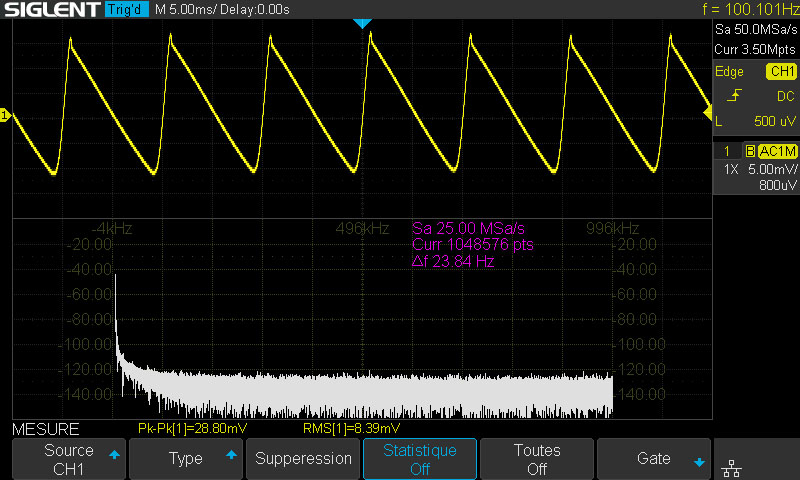 SIGLENT Trig'd M 5.00ms/ Delay:0.00s f = 100.101Hz
Sa 50.0MSa/s
Curr 3.50Mpts
Edge CH1
DC
L 500 uV
1 B AC1M
1X 5.00mV/
800uV
1
-4kHz 496kHz 996kHz
Sa 25.00 MSa/s
Curr 1048576 pts
Δf 23.84 Hz
-20.00 -20.00
-40.00 -40.00
-60.00 -60.00
-80.00 -80.00
-100.00 -100.00
-120.00 -120.00
-140.00 -140.00
MESURE Pk-Pk[1]=28.80mV RMS[1]=8.39mV
Source
CH1
Type
Supperession
Statistique
Off
Toutes
Off
Gate